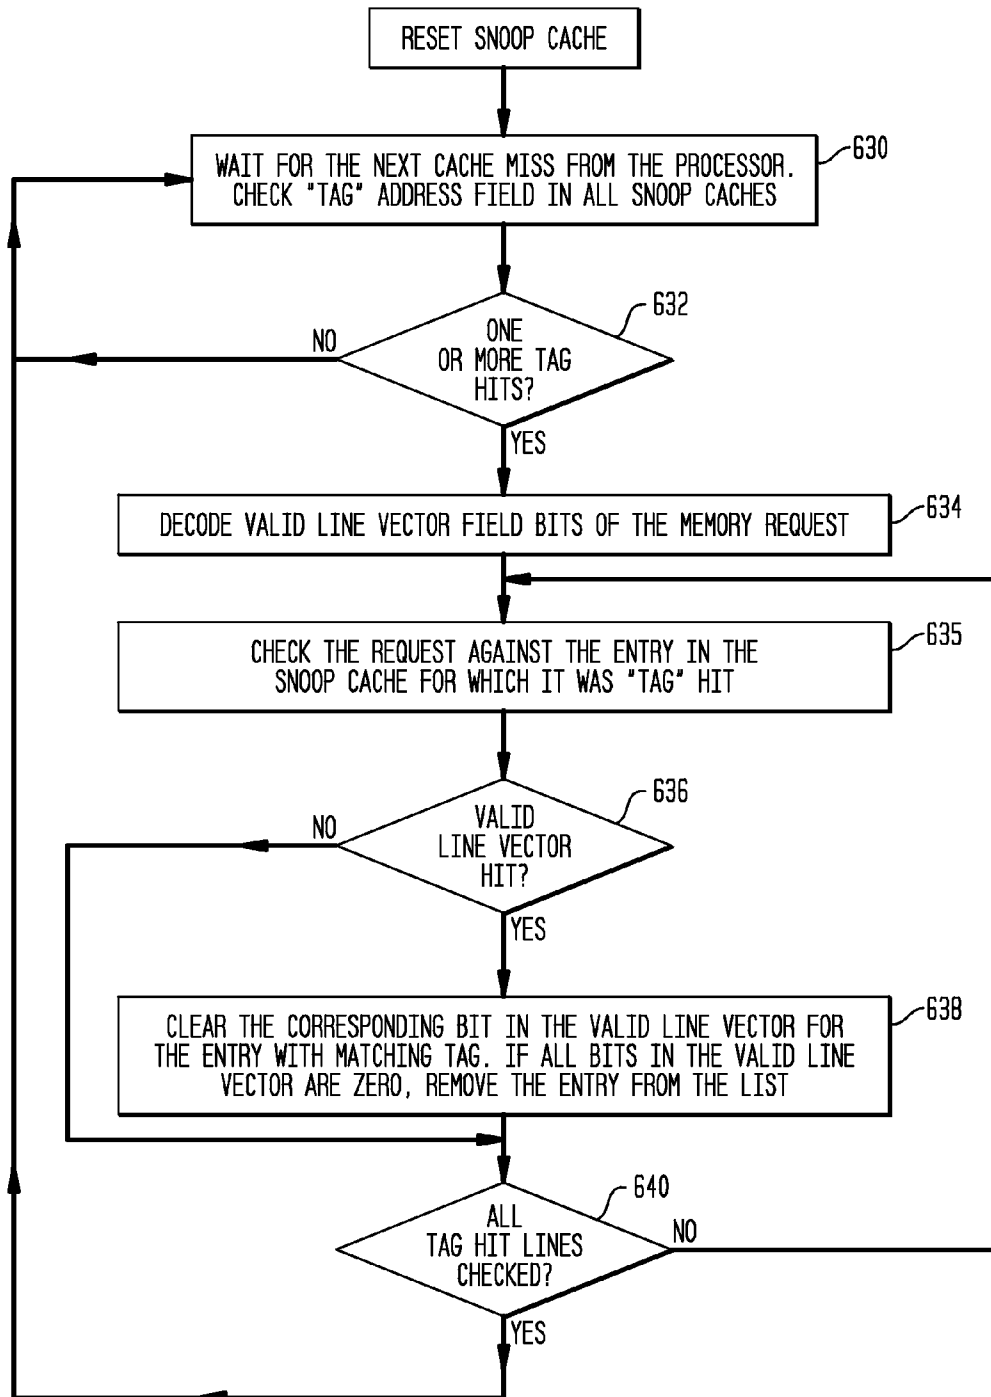 RESET SNOOP CACHE
WAIT FOR THE NEXT CACHE MISS FROM THE PROCESSOR.
CHECK "TAG" ADDRESS FIELD IN ALL SNOOP CACHES
630
ONE
OR MORE TAG
HITS?
632
NO
YES
DECODE VALID LINE VECTOR FIELD BITS OF THE MEMORY REQUEST
634
CHECK THE REQUEST AGAINST THE ENTRY IN THE
SNOOP CACHE FOR WHICH IT WAS "TAG" HIT
635
VALID
LINE VECTOR
HIT?
636
NO
YES
CLEAR THE CORRESPONDING BIT IN THE VALID LINE VECTOR FOR
THE ENTRY WITH MATCHING TAG. IF ALL BITS IN THE VALID LINE
VECTOR ARE ZERO, REMOVE THE ENTRY FROM THE LIST
638
ALL
TAG HIT LINES
CHECKED?
640
NO
YES